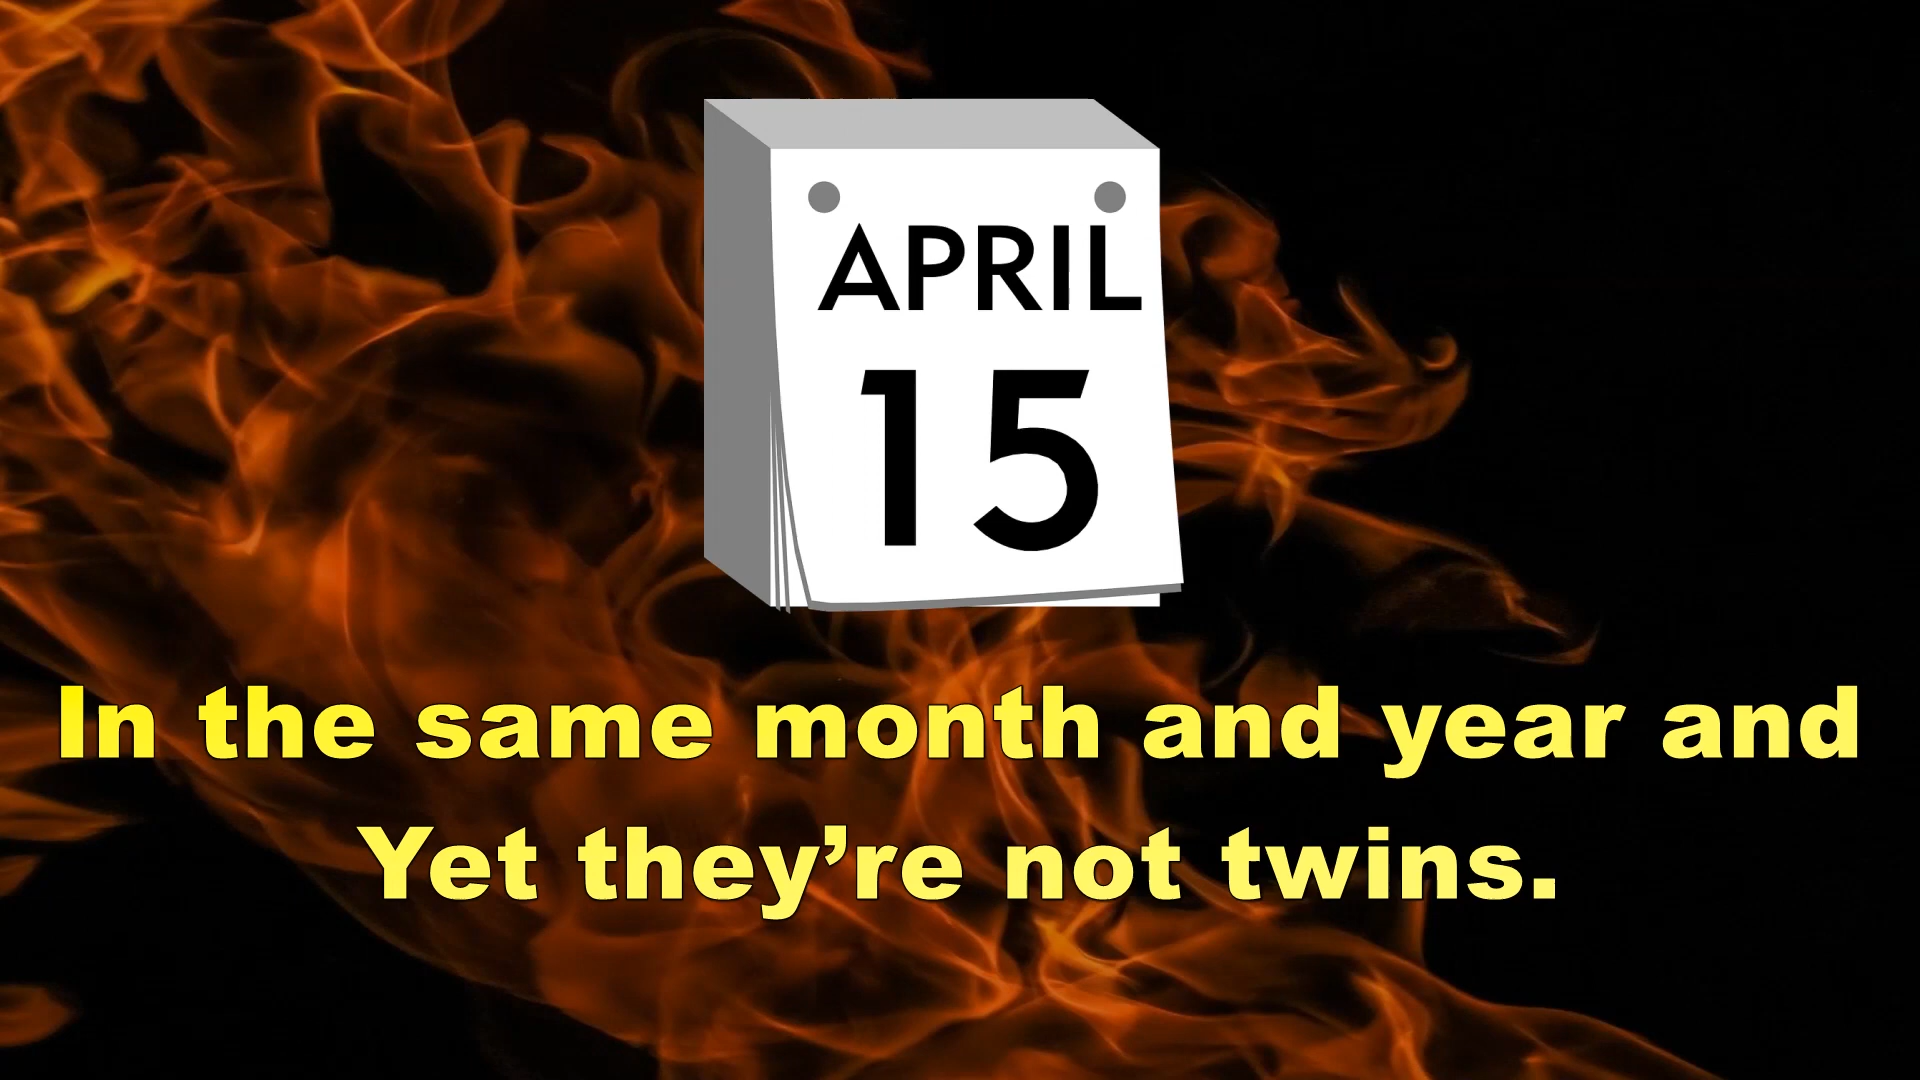 APRIL
15
In the same month and year and
Yet they’re not twins.